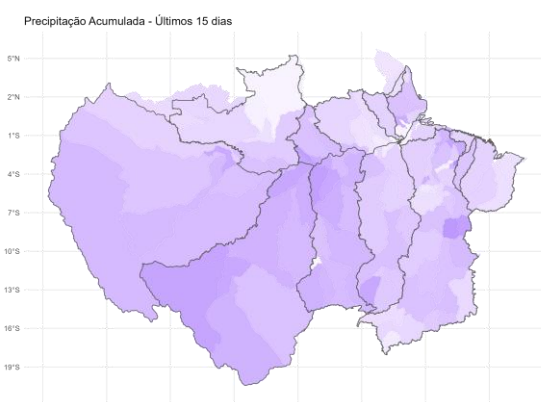 Precipitação Acumulada - Últimos 15 dias
5°N
2°N
1°S
4°S
7°S
10°S
13°S
16°S
19°S